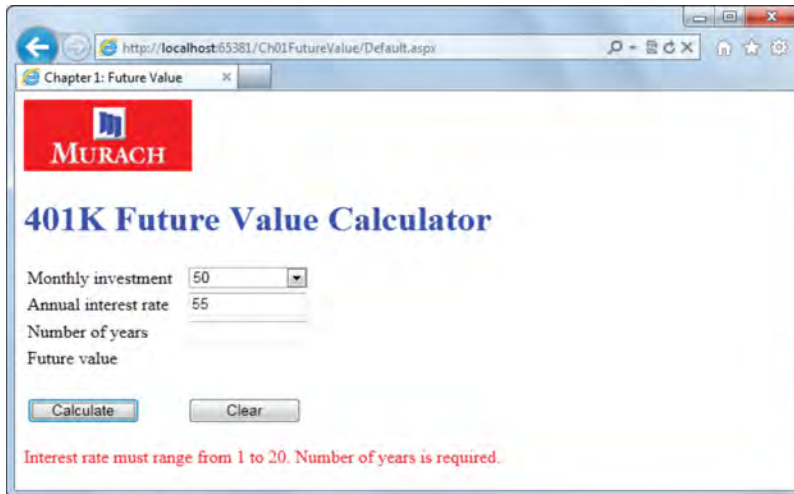 http://localhost:65381/Ch01FutureValue/Default.aspx
Chapter 1: Future Value
MURACH
401K Future Value Calculator
Monthly investment 50
Annual interest rate 55
Number of years
Future value
Calculate Clear
Interest rate must range from 1 to 20. Number of years is required.